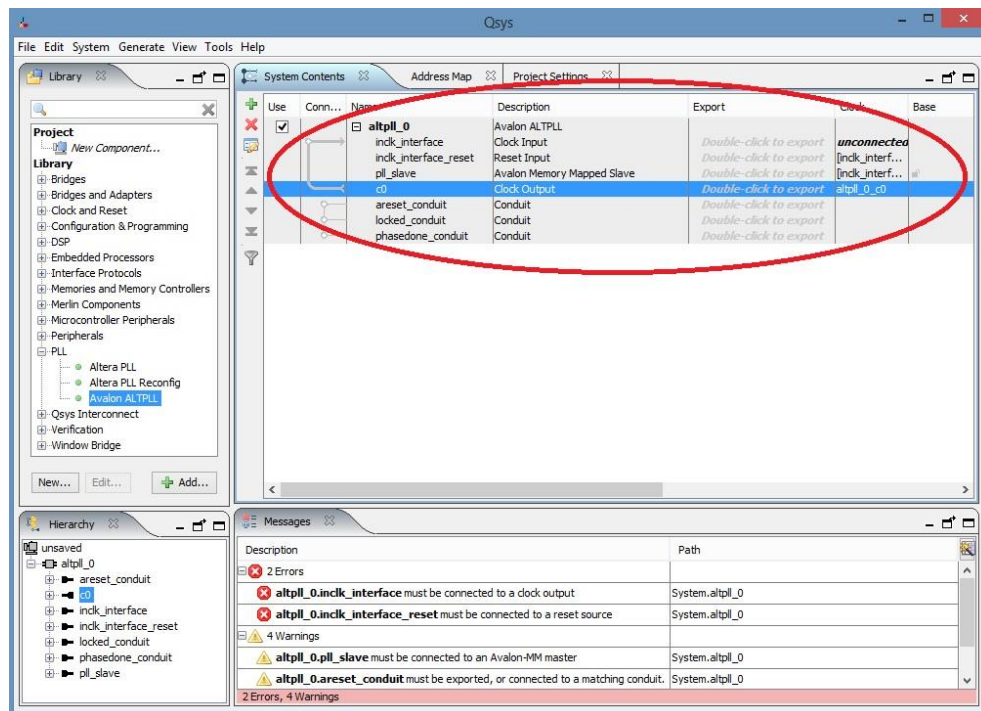 Qsys
File Edit System Generate View Tools Help
Library
Project
New Component...
Library
Bridges
Bridges and Adapters
Clock and Reset
Configuration & Programming
DSP
Embedded Processors
Interface Protocols
Memories and Memory Controllers
Merlin Components
Microcontroller Peripherals
Peripherals
PLL
Altera PLL
Altera PLL Reconfig
Avalon ALTPLL
Qsys Interconnect
Verification
Window Bridge
New... Edit... Add...
System Contents Address Map Project Settings
Use Conn... Name Description Export Clock Base
altpll_0 Avalon ALTPLL
inclk_interface Clock Input Double-click to export unconnected
inclk_interface_reset Reset Input Double-click to export [inclk_interf...
pll_slave Avalon Memory Mapped Slave Double-click to export [inclk_interf...
c0 Clock Output Double-click to export altpll_0_c0
areset_conduit Conduit Double-click to export
locked_conduit Conduit Double-click to export
phasedone_conduit Conduit Double-click to export
Hierarchy
unsaved
altpll_0
areset_conduit
c0
inclk_interface
inclk_interface_reset
locked_conduit
phasedone_conduit
pll_slave
Messages
Description Path
2 Errors
altpll_0.inclk_interface must be connected to a clock output System.altpll_0
altpll_0.inclk_interface_reset must be connected to a reset source System.altpll_0
4 Warnings
altpll_0.pll_slave must be connected to an Avalon-MM master System.altpll_0
altpll_0.areset_conduit must be exported, or connected to a matching conduit. System.altpll_0
2 Errors, 4 Warnings